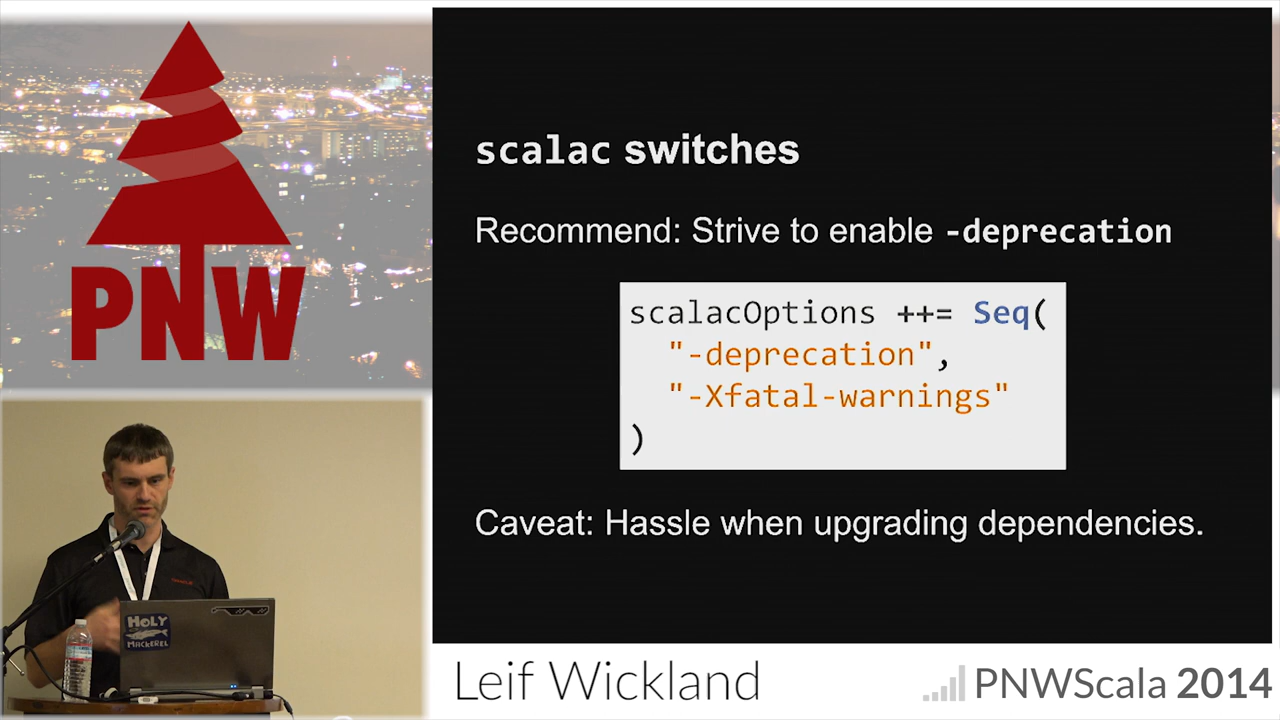 PNW
scalac switches
Recommend: Strive to enable -deprecation
scalacOptions ++= Seq(
"-deprecation",
"-Xfatal-warnings"
)
Caveat: Hassle when upgrading dependencies.
HOLY
MACKEREL
Leif Wickland
PNWScala 2014